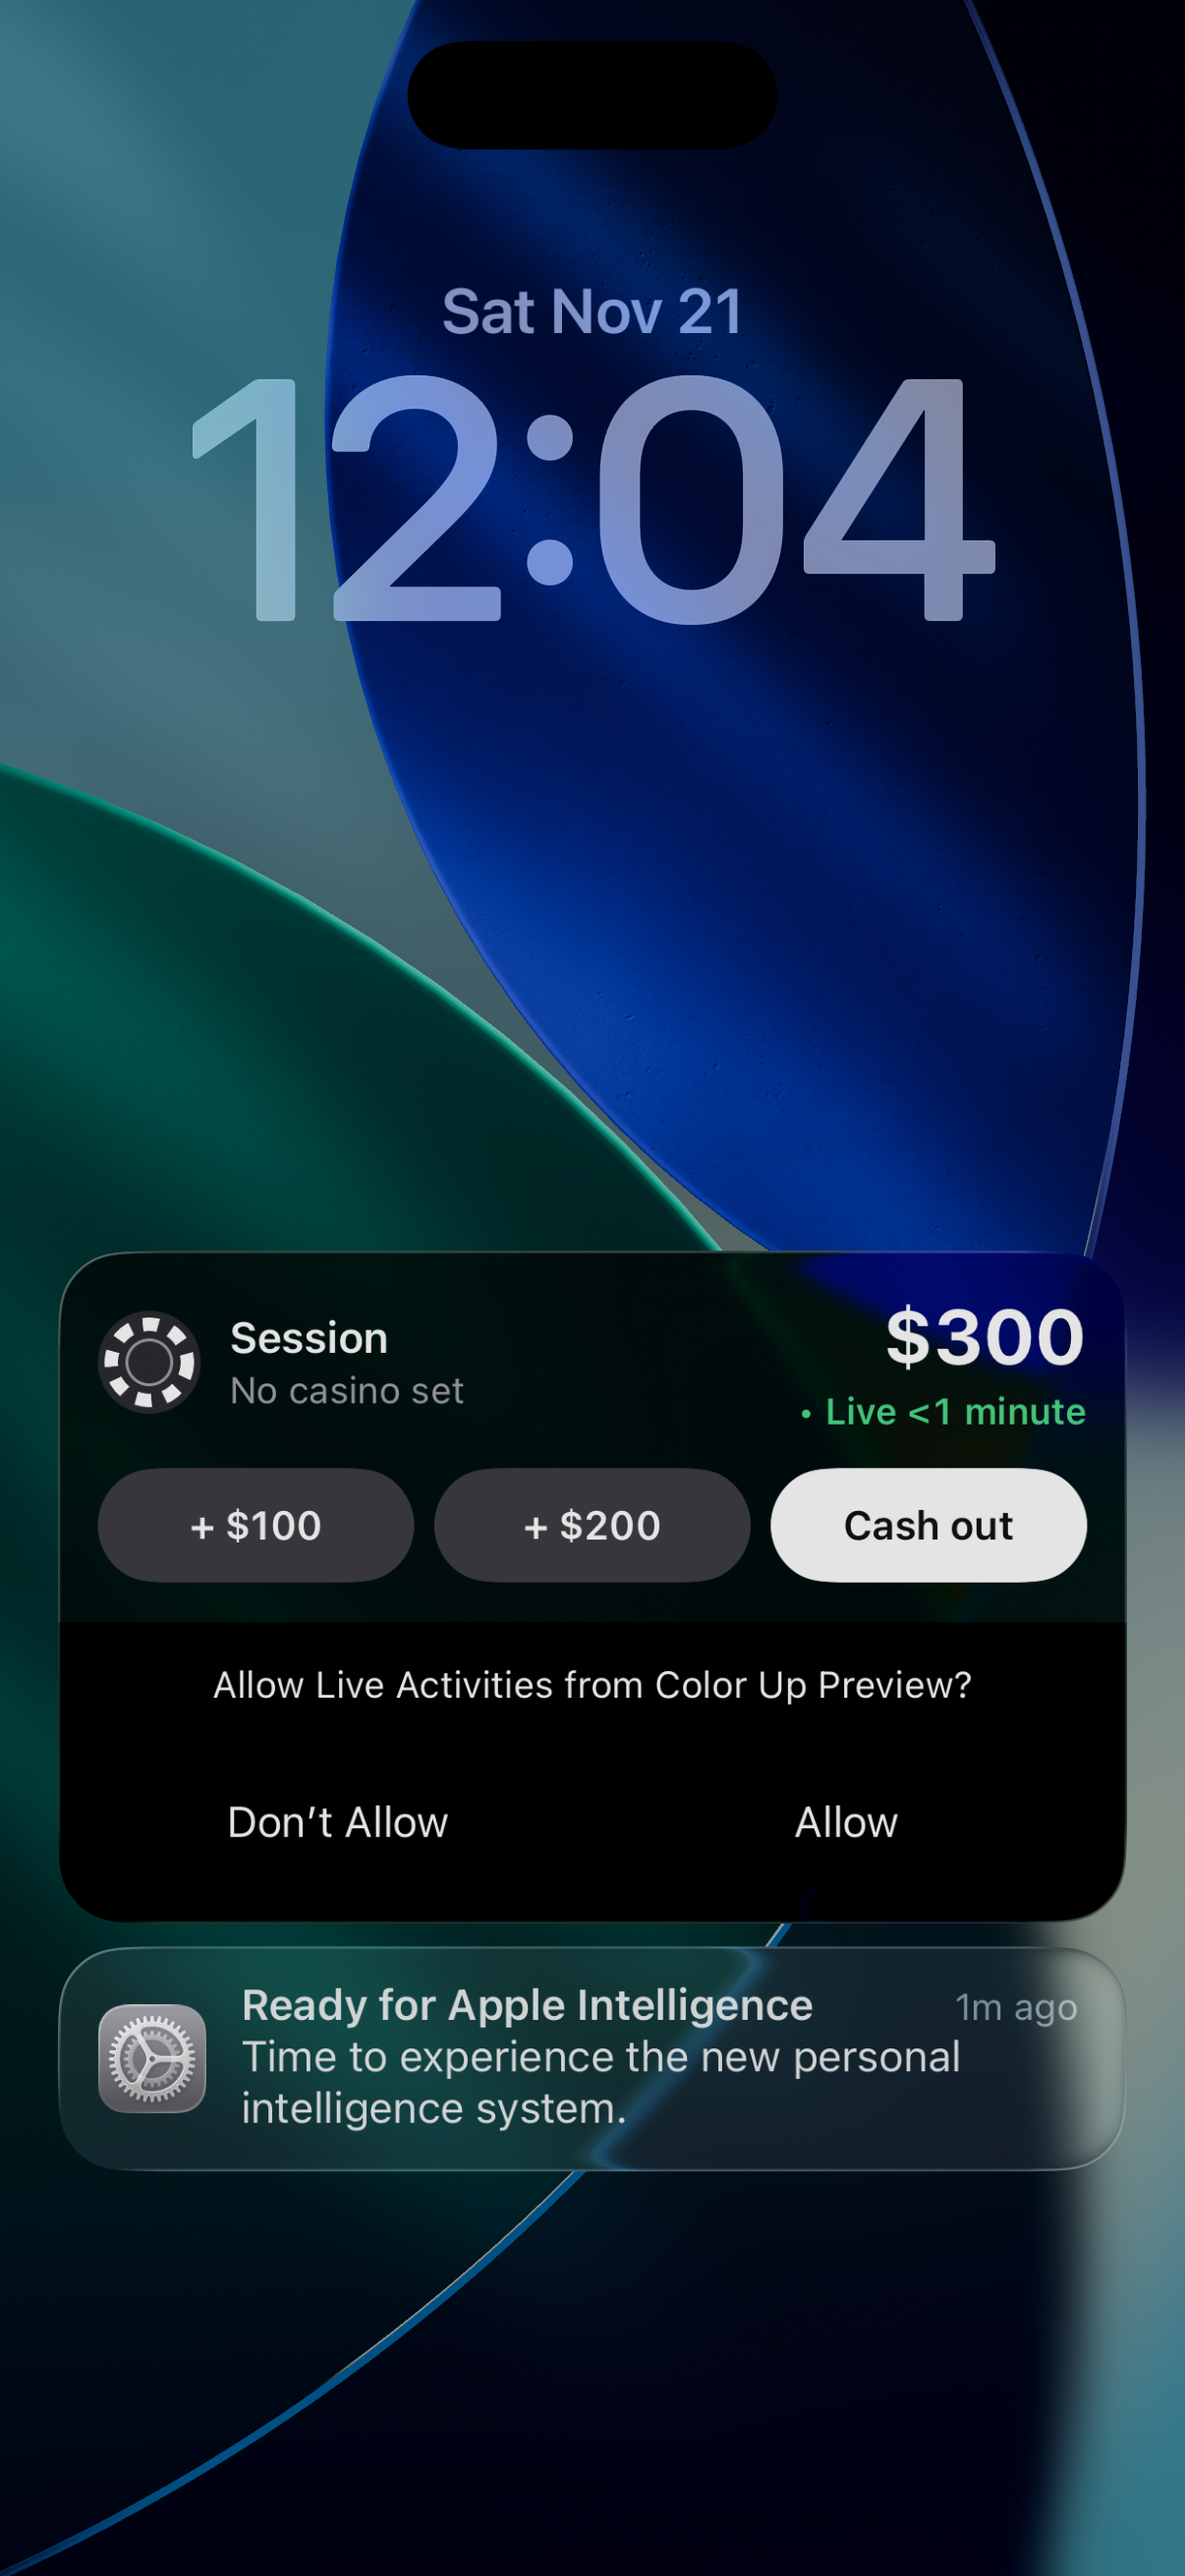 Sat Nov 21
12:04
Session
No casino set
$300
• Live <1 minute
+ $100
+ $200
Cash out
Allow Live Activities from Color Up Preview?
Don’t Allow
Allow
Ready for Apple Intelligence
1m ago
Time to experience the new personal
intelligence system.